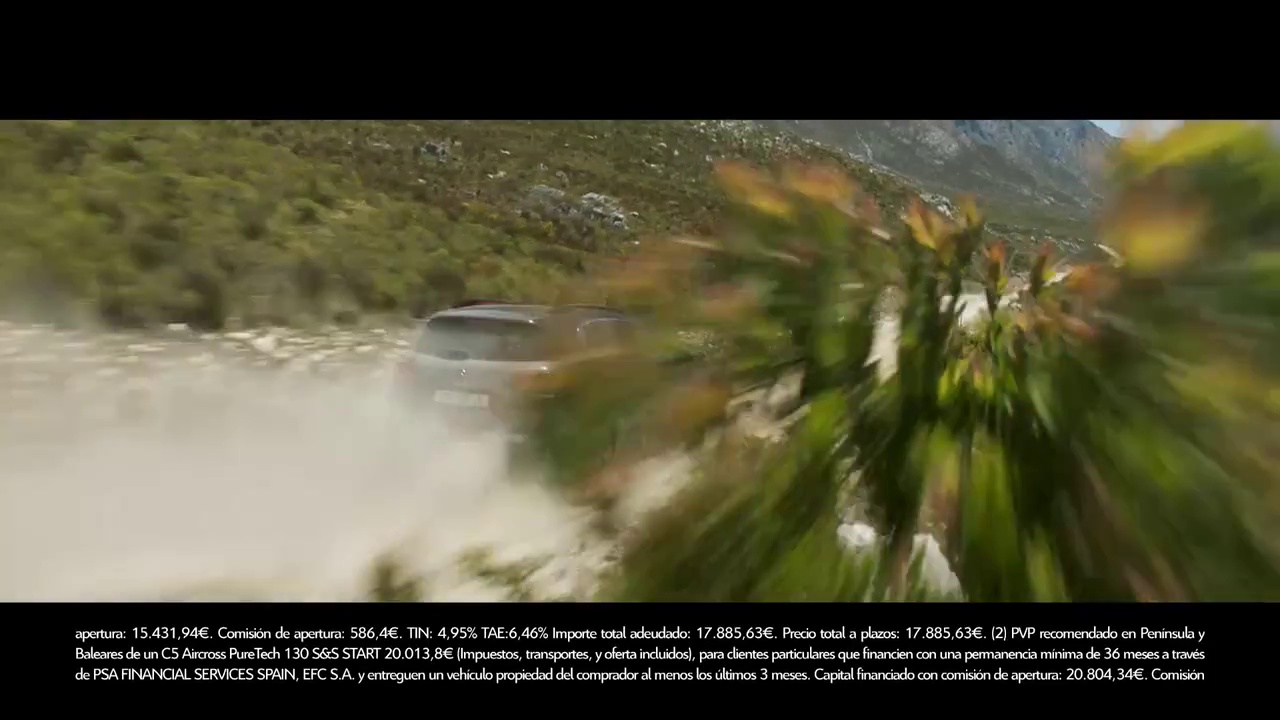 apertura: 15.431,94€. Comisión de apertura: 586,4€. TIN: 4,95% TAE:6,46% Importe total adeudado: 17.885,63€. Precio total a plazos: 17.885,63€. (2) PVP recomendado en Península y
Baleares de un C5 Aircross PureTech 130 S&S START 20.013,8€ (Impuestos, transportes, y oferta incluidos), para clientes particulares que financien con una permanencia mínima de 36 meses a través
de PSA FINANCIAL SERVICES SPAIN, EFC S.A. y entreguen un vehículo propiedad del comprador al menos los últimos 3 meses. Capital financiado con comisión de apertura: 20.804,34€. Comisión